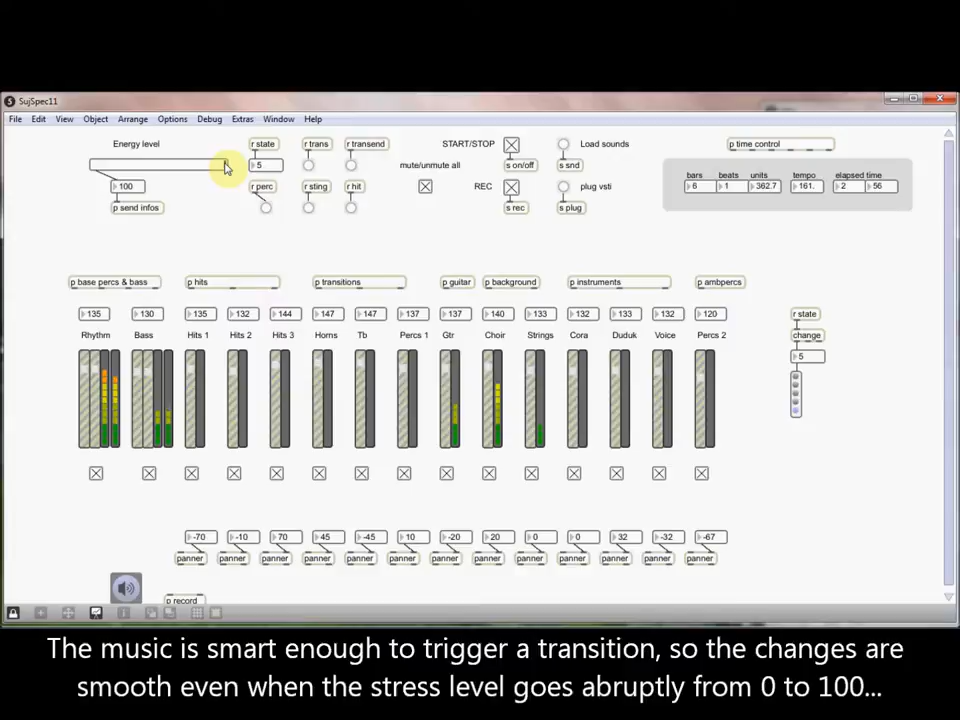 SujSpec11
File Edit View Object Arrange Options Debug Extras Window Help
Energy level r state r trans r transend START/STOP Load sounds p time control
5 mute/unmute all s on/off s snd
100 r perc r sting r hit REC plug vsti
bars beats units tempo elapsed time
6 1 362.7 161. 2 56
p send infos s rec s plug
p base percs & bass p hits p transitions p guitar p background p instruments p ambpercs
135 130 135 132 144 147 147 137 137 140 133 132 133 132 120 r state
Rhythm Bass Hits 1 Hits 2 Hits 3 Horns Tb Percs 1 Gtr Choir Strings Cora Duduk Voice Percs 2 change
5
-70 -10 70 45 -45 10 -20 20 0 0 32 -32 -67
panner panner panner panner panner panner panner panner panner panner panner panner panner
p record
The music is smart enough to trigger a transition, so the changes are
smooth even when the stress level goes abruptly from 0 to 100...